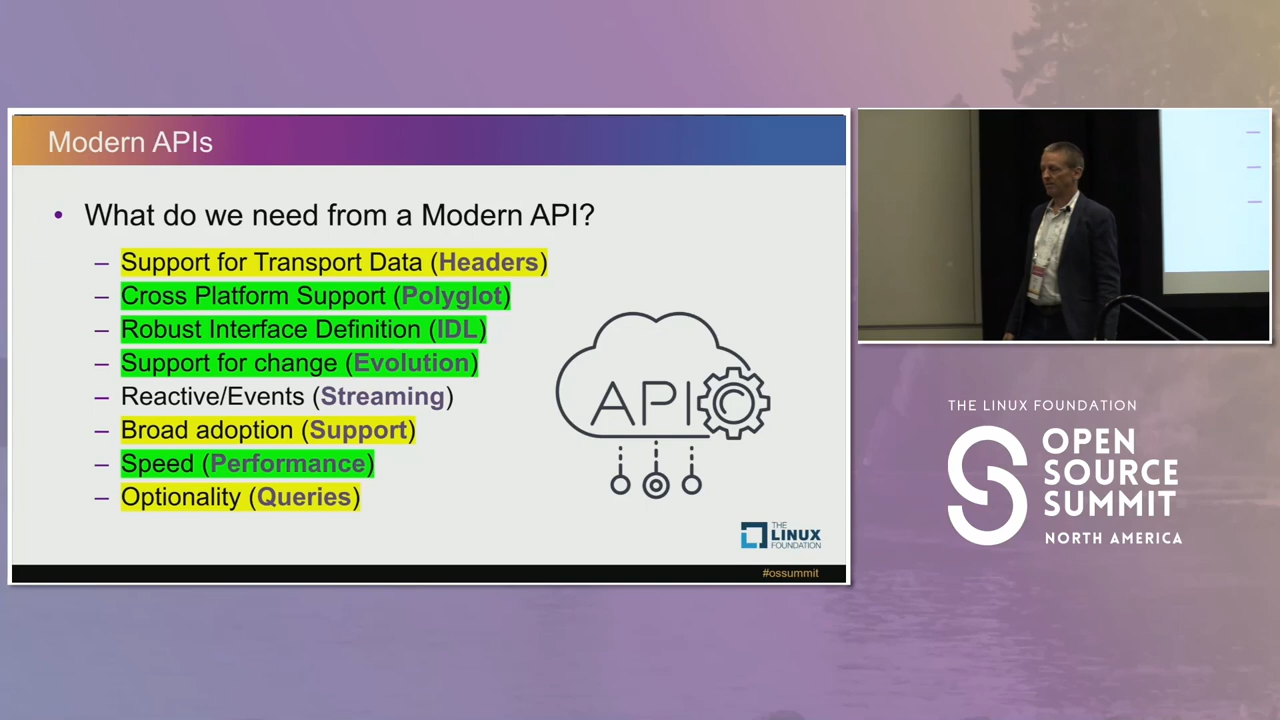 Modern APIs
• What do we need from a Modern API?
– Support for Transport Data (Headers)
– Cross Platform Support (Polyglot)
– Robust Interface Definition (IDL)
– Support for change (Evolution)
– Reactive/Events (Streaming)
– Broad adoption (Support)
– Speed (Performance)
– Optionality (Queries)
API
THE
LINUX
FOUNDATION
#ossummit
THE LINUX FOUNDATION
OPEN
SOURCE
SUMMIT
NORTH AMERICA